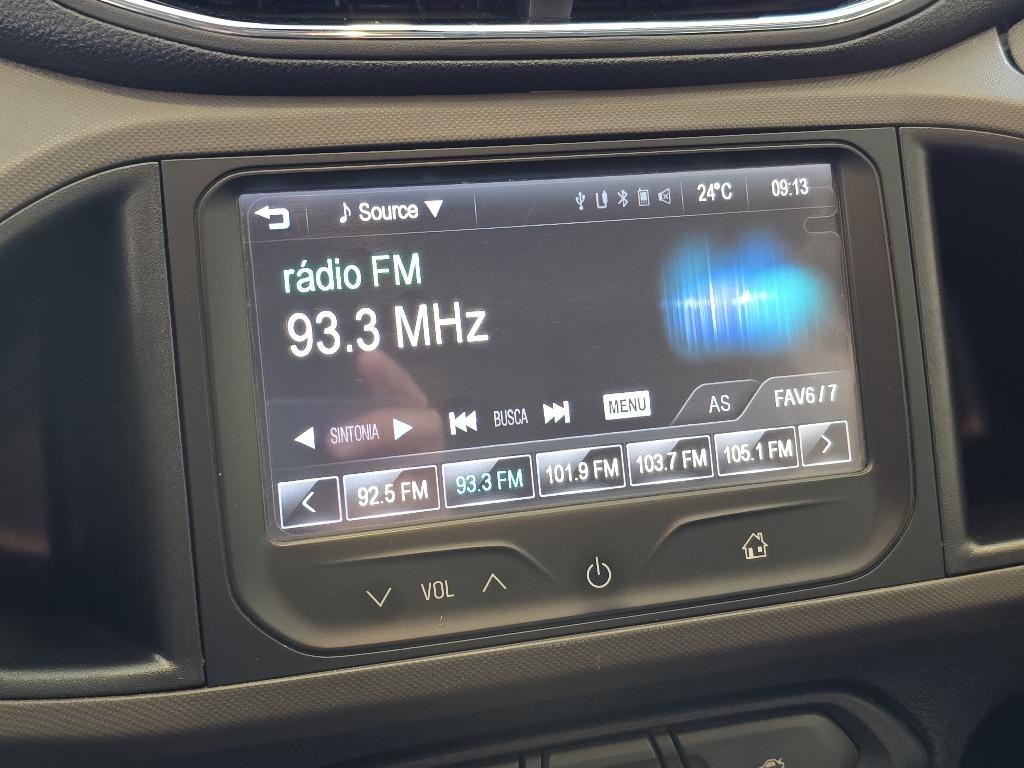 Source 24°C 09:13
rádio FM
93.3 MHz
SINTONIA BUSCA MENU AS FAV6 / 7
92.5 FM 93.3 FM 101.9 FM 103.7 FM 105.1 FM
VOL